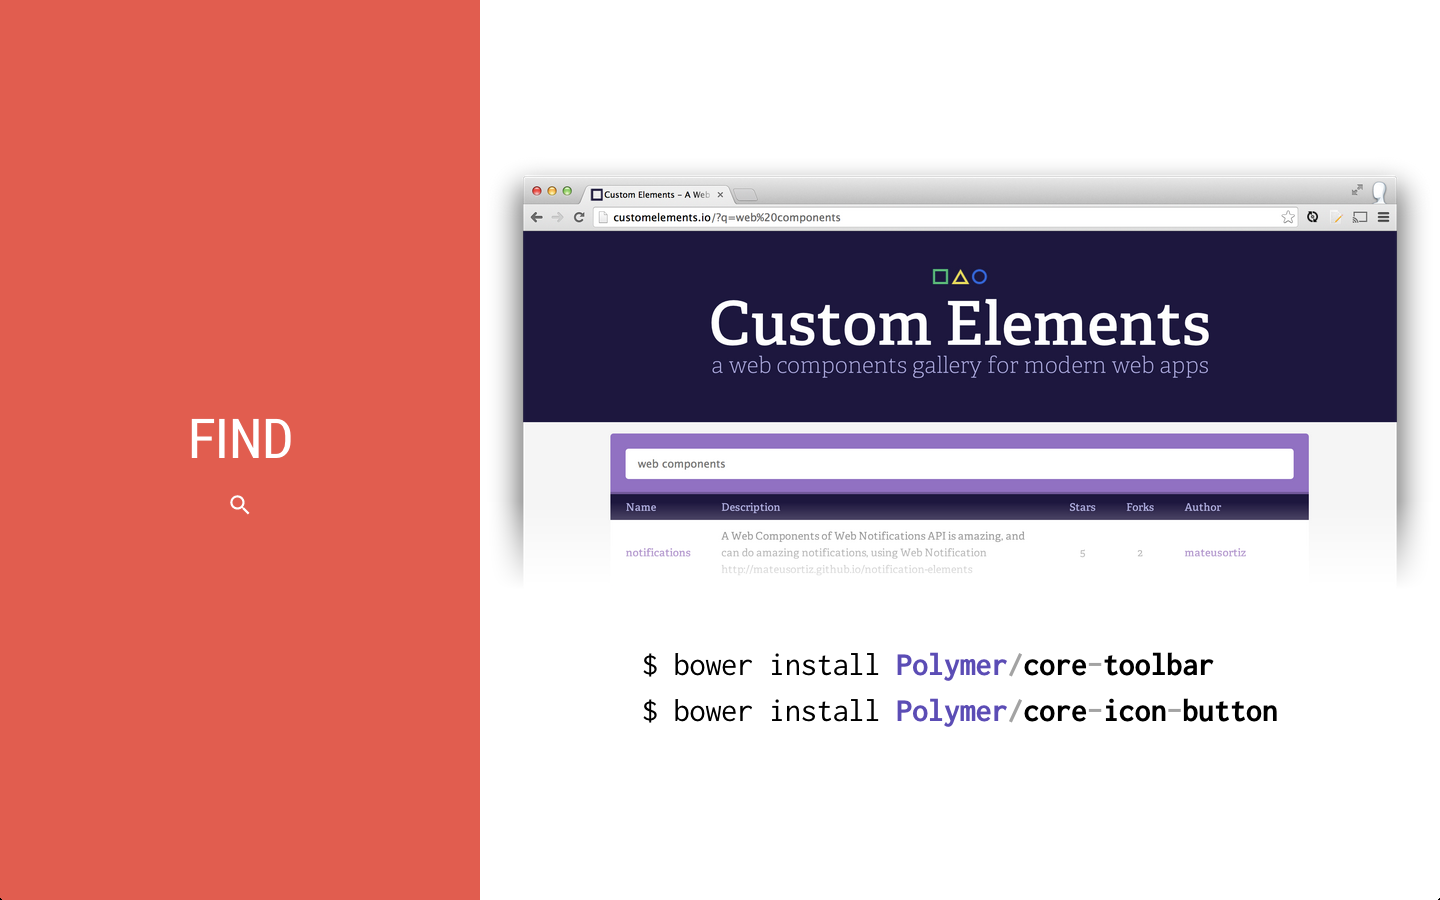 FIND
Custom Elements – A Web
customelements.io/?q=web%20components
Custom Elements
a web components gallery for modern web apps
web components
Name Description Stars Forks Author
A Web Components of Web Notifications API is amazing, and
notifications can do amazing notifications, using Web Notification 5 2 mateusortiz
http://mateusortiz.github.io/notification-elements
$ bower install Polymer/core-toolbar
$ bower install Polymer/core-icon-button